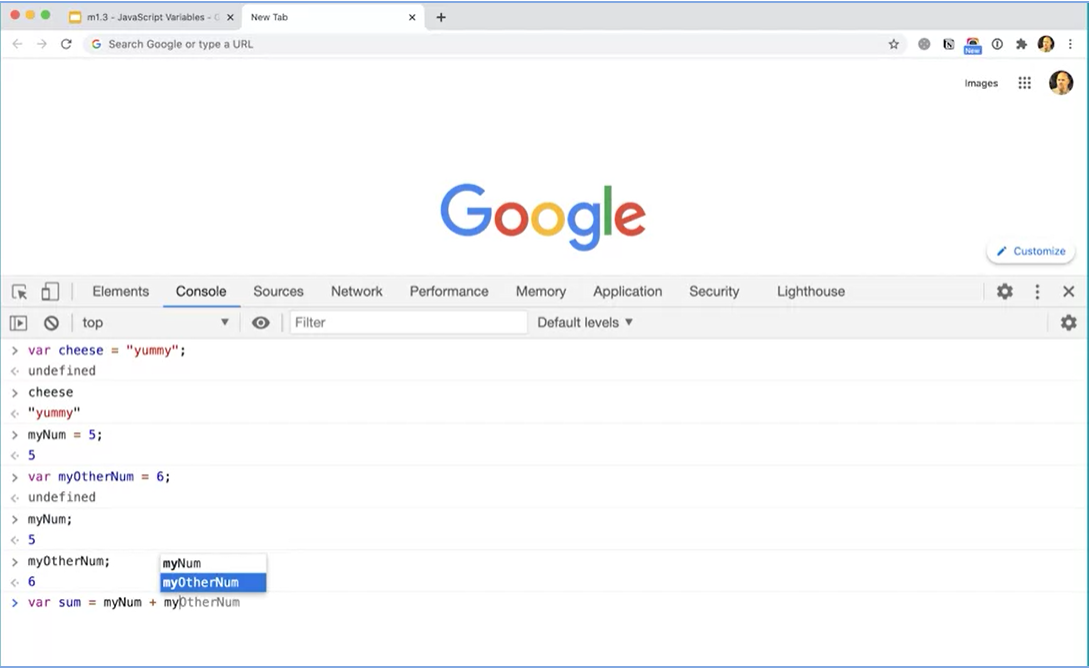 m1.3 - JavaScript Variables - G
New Tab
Search Google or type a URL
New
Images
Google
Customize
Elements Console Sources Network Performance Memory Application Security Lighthouse
top Filter Default levels ▼
> var cheese = "yummy";
undefined
> cheese
"yummy"
> myNum = 5;
5
> var myOtherNum = 6;
undefined
> myNum;
5
> myOtherNum;
6
myNum
myOtherNum
> var sum = myNum + myOtherNum